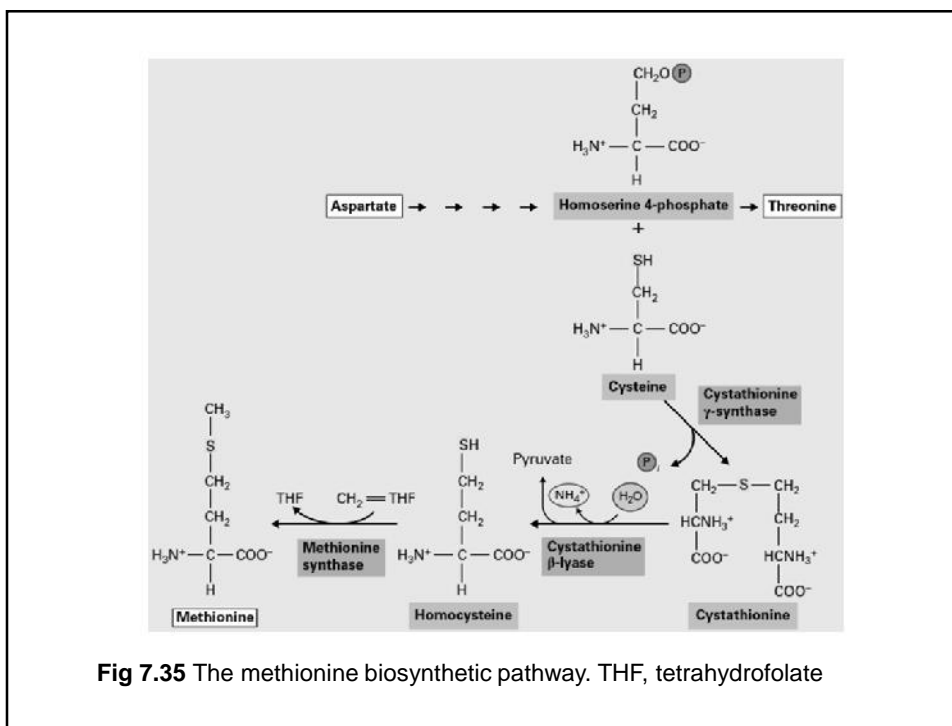 CH₂O P
CH₂
H₃N⁺ — C — COO⁻
H
Aspartate
Homoserine 4-phosphate
Threonine
+
SH
CH₂
H₃N⁺ — C — COO⁻
H
Cysteine
Cystathionine
γ-synthase
P i
CH₂ — S — CH₂
HCNH₃⁺ CH₂
COO⁻ HCNH₃⁺
COO⁻
Cystathionine
Pyruvate
NH₄⁺
H₂O
Cystathionine
β-lyase
SH
CH₂
CH₂
H₃N⁺ — C — COO⁻
H
Homocysteine
THF
CH₂ = THF
Methionine
synthase
CH₃
S
CH₂
CH₂
H₃N⁺ — C — COO⁻
H
Methionine
Fig 7.35 The methionine biosynthetic pathway. THF, tetrahydrofolate